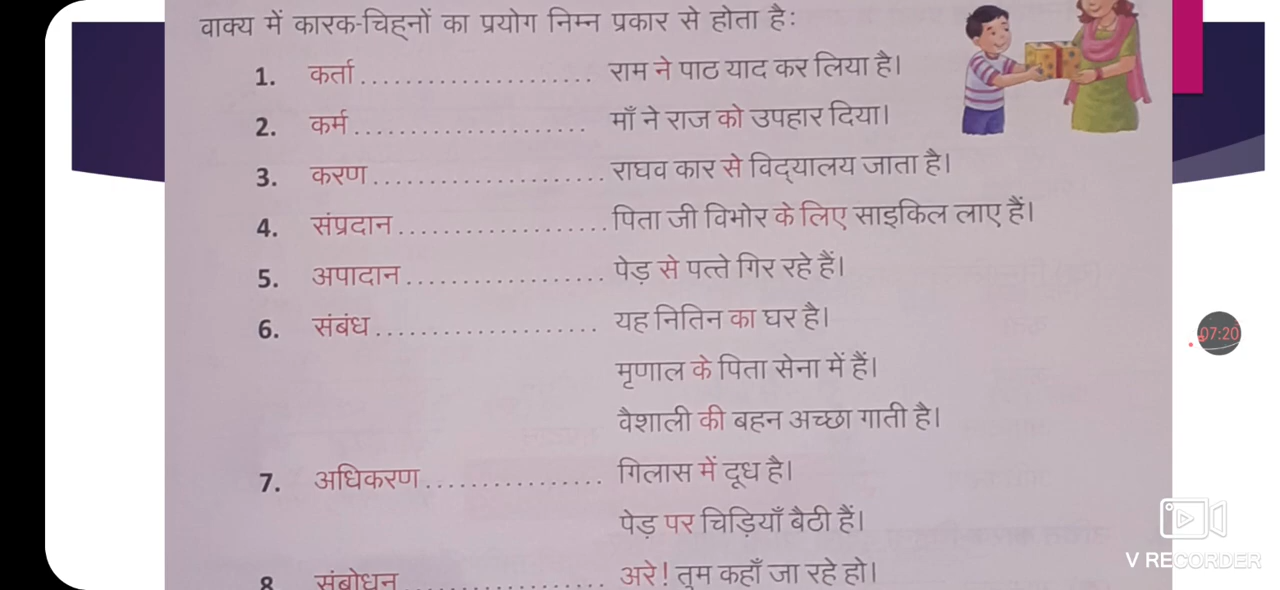 वाक्य में कारक-चिह्नों का प्रयोग निम्न प्रकार से होता है:
1. कर्ता ..................... राम ने पाठ याद कर लिया है।
2. कर्म ..................... माँ ने राज को उपहार दिया।
3. करण ..................... राघव कार से विद्यालय जाता है।
4. संप्रदान ................... पिता जी विभोर के लिए साइकिल लाए हैं।
5. अपादान .................. पेड़ से पत्ते गिर रहे हैं।
6. संबंध .................... यह नितिन का घर है।
मृणाल के पिता सेना में हैं।
वैशाली की बहन अच्छा गाती है।
7. अधिकरण ................ गिलास में दूध है।
पेड़ पर चिड़ियाँ बैठी हैं।
8 संबोधन .................. अरे! तुम कहाँ जा रहे हो।
07:20
V RECORDER